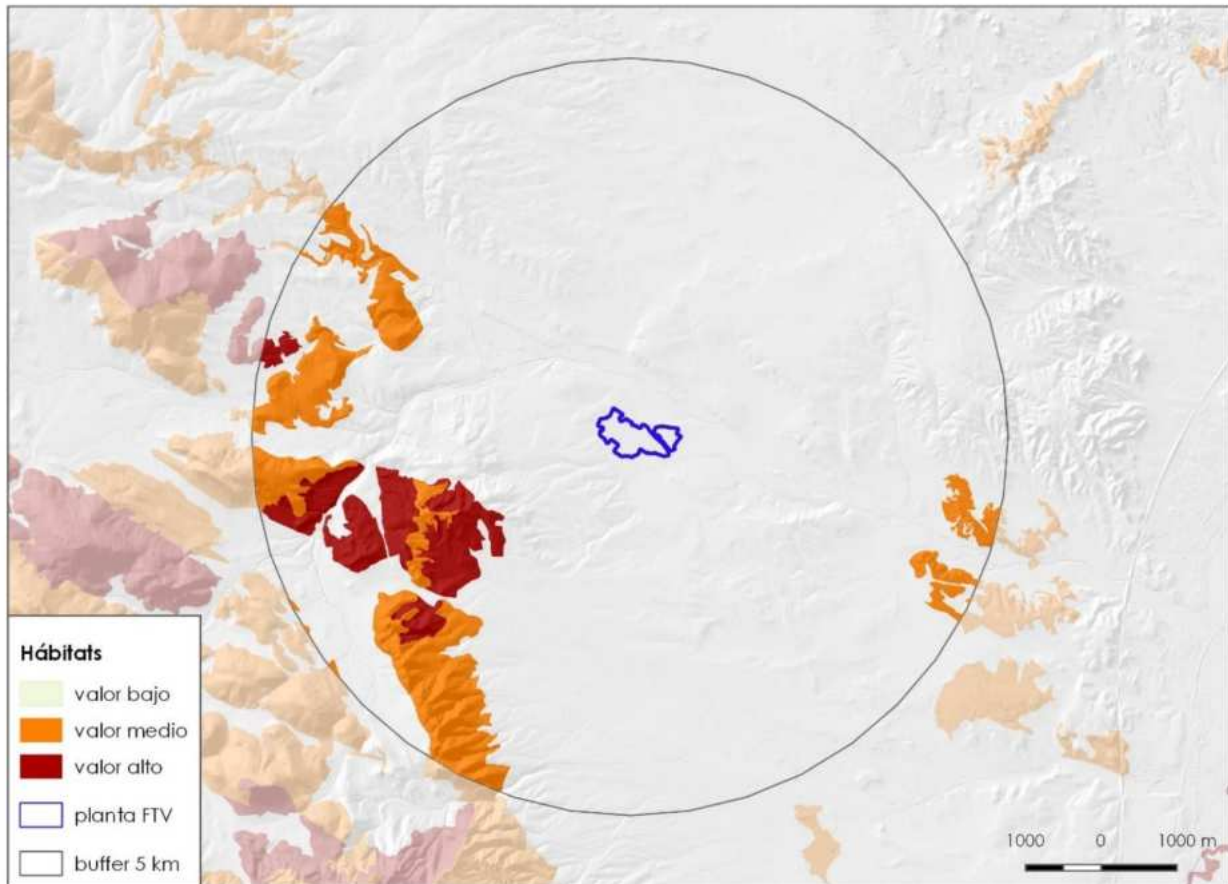 Hábitats
valor bajo
valor medio
valor alto
planta FTV
buffer 5 km
1000 0 1000 m